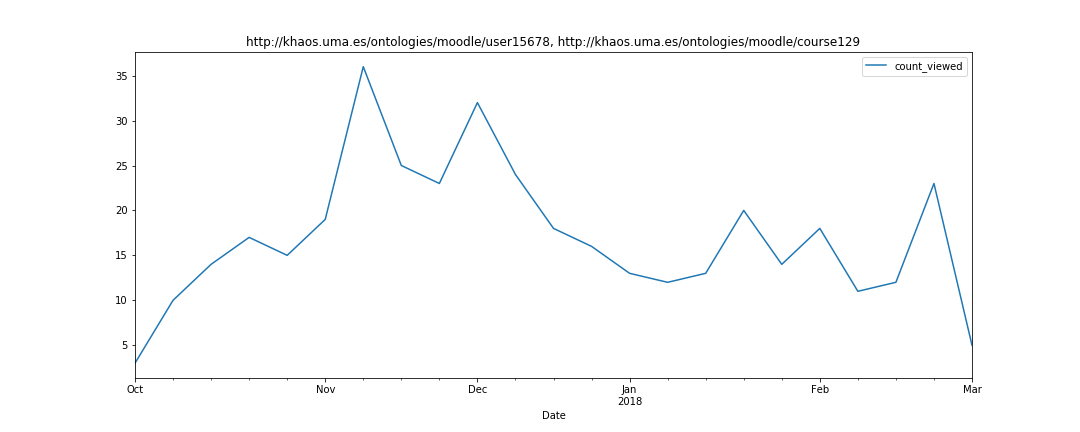 http://khaos.uma.es/ontologies/moodle/user15678, http://khaos.uma.es/ontologies/moodle/course129
count_viewed
35
30
25
20
15
10
5
Oct Nov Dec Jan Feb Mar
2018
Date